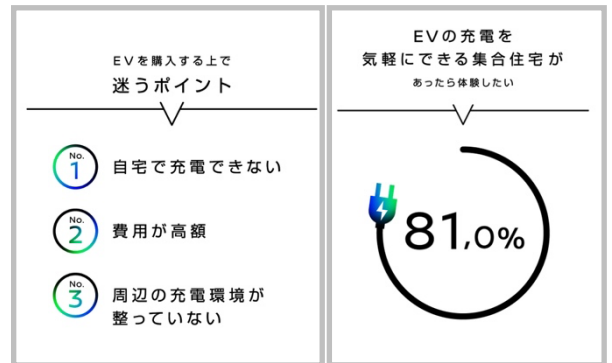 EVを購入する上で
迷うポイント
No.
1
自宅で充電できない
No.
2
費用が高額
No.
3
周辺の充電環境が
整っていない
EVの充電を
気軽にできる集合住宅が
あったら体験したい
81,0%